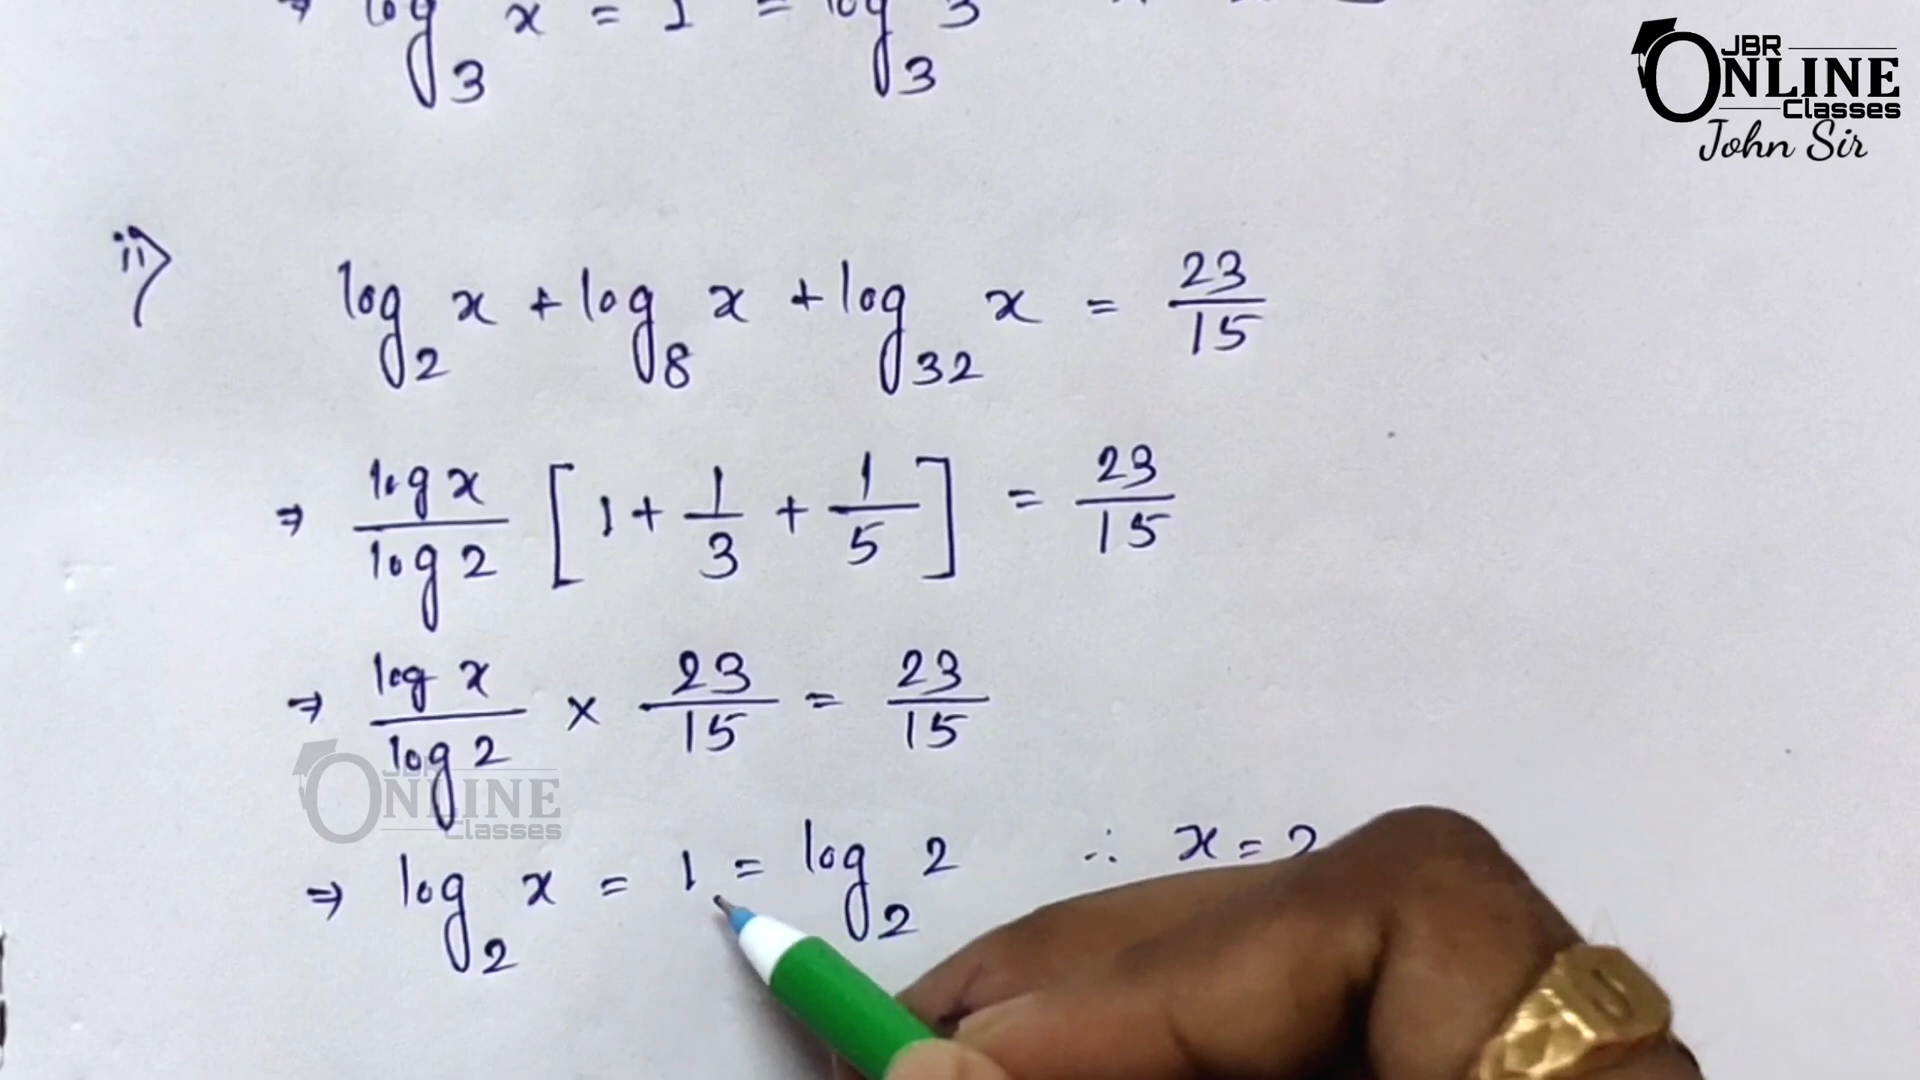 ⇒ log₃ x = 1 = log₃ 3
JBR
ONLINE
Classes
John Sir
ii) log₂ x + log₈ x + log₃₂ x = 23/15
⇒ log x / log 2 [ 1 + 1/3 + 1/5 ] = 23/15
⇒ log x / log 2 × 23/15 = 23/15
JBR
ONLINE
Classes
⇒ log₂ x = 1 = log₂ 2 ∴ x = 2